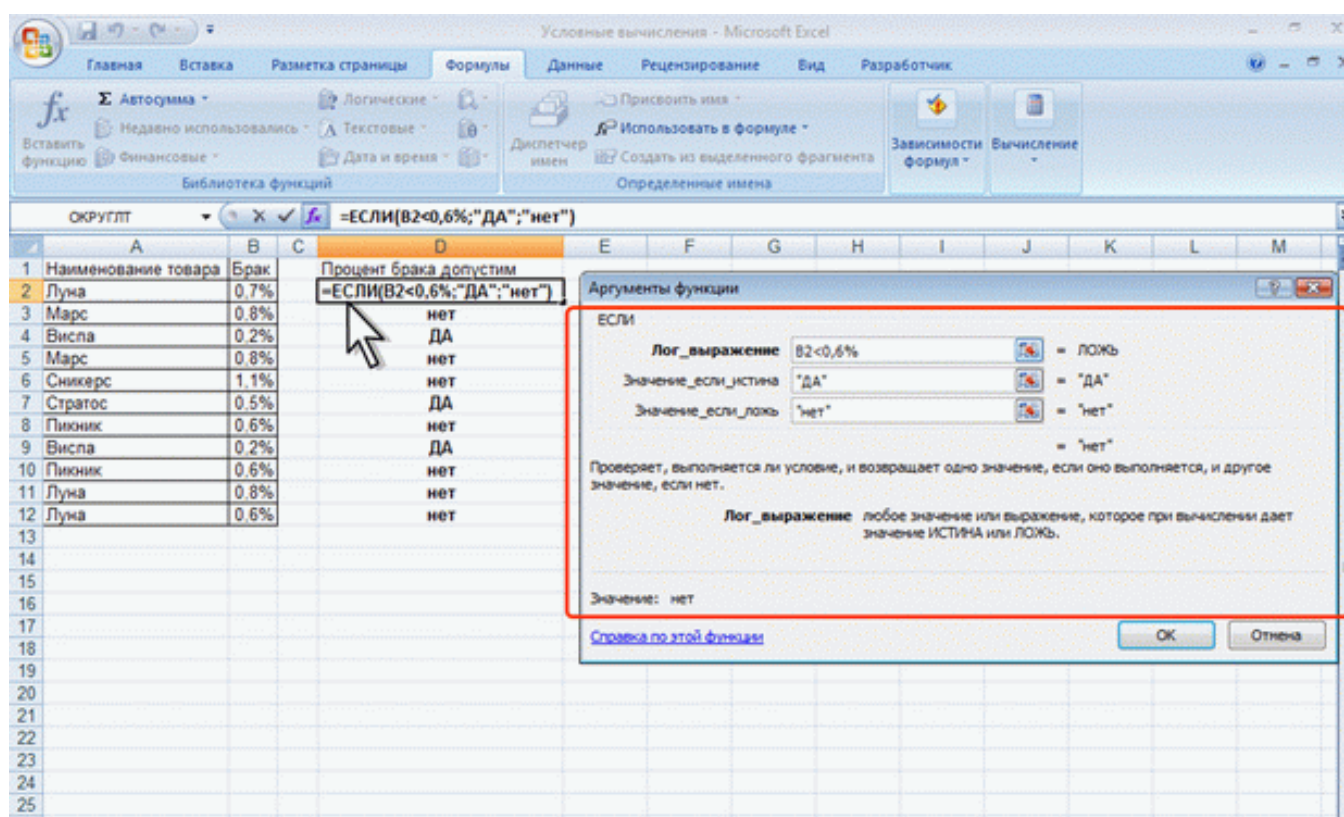 Условные вычисления - Microsoft Excel
Главная Вставка Разметка страницы Формулы Данные Рецензирование Вид Разработчик
fx Σ Автосумма Логические Присвоить имя
Недавно использовались Текстовые Использовать в формуле
Вставить функцию Финансовые Дата и время Диспетчер имен Создать из выделенного фрагмента Зависимости формул Вычисление
Библиотека функций Определенные имена
ОКРУГЛТ fx =ЕСЛИ(B2<0,6%;"ДА";"нет")
A B C D E F G H I J K L M
1 Наименование товара Брак Процент брака допустим
2 Луна 0,7% =ЕСЛИ(B2<0,6%;"ДА";"нет")
3 Марс 0,8% нет
4 Виспа 0,2% ДА
5 Марс 0,8% нет
6 Сникерс 1,1% нет
7 Стратос 0,5% ДА
8 Пикник 0,6% нет
9 Виспа 0,2% ДА
10 Пикник 0,6% нет
11 Луна 0,8% нет
12 Луна 0,6% нет
13
14
15
16
17
18
19
20
21
22
23
24
25
Аргументы функции
ЕСЛИ
Лог_выражение B2<0,6% = ЛОЖЬ
Значение_если_истина "ДА" = "ДА"
Значение_если_ложь "нет" = "нет"
= "нет"
Проверяет, выполняется ли условие, и возвращает одно значение, если оно выполняется, и другое
значение, если нет.
Лог_выражение любое значение или выражение, которое при вычислении дает
значение ИСТИНА или ЛОЖЬ.
Значение: нет
Справка по этой функции OK Отмена